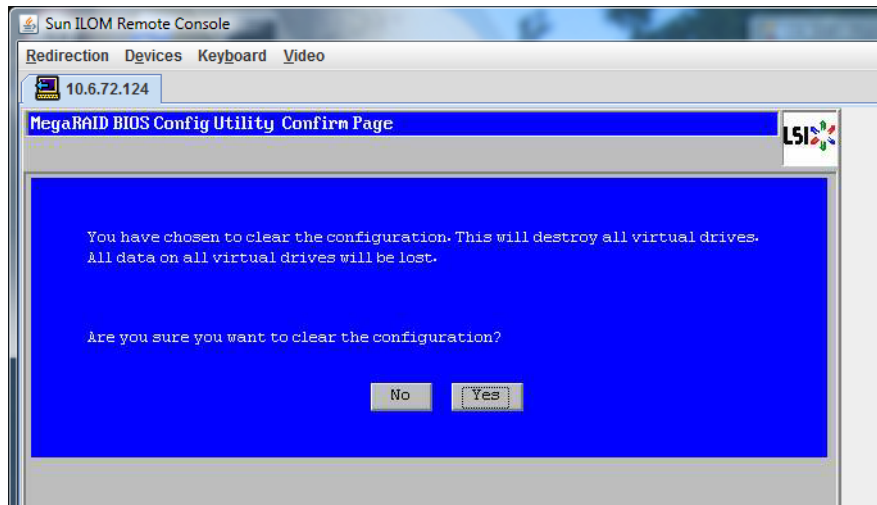 Sun ILOM Remote Console
Redirection Devices Keyboard Video
10.6.72.124
MegaRAID BIOS Config Utility Confirm Page
LSI
You have chosen to clear the configuration. This will destroy all virtual drives.
All data on all virtual drives will be lost.
Are you sure you want to clear the configuration?
No Yes